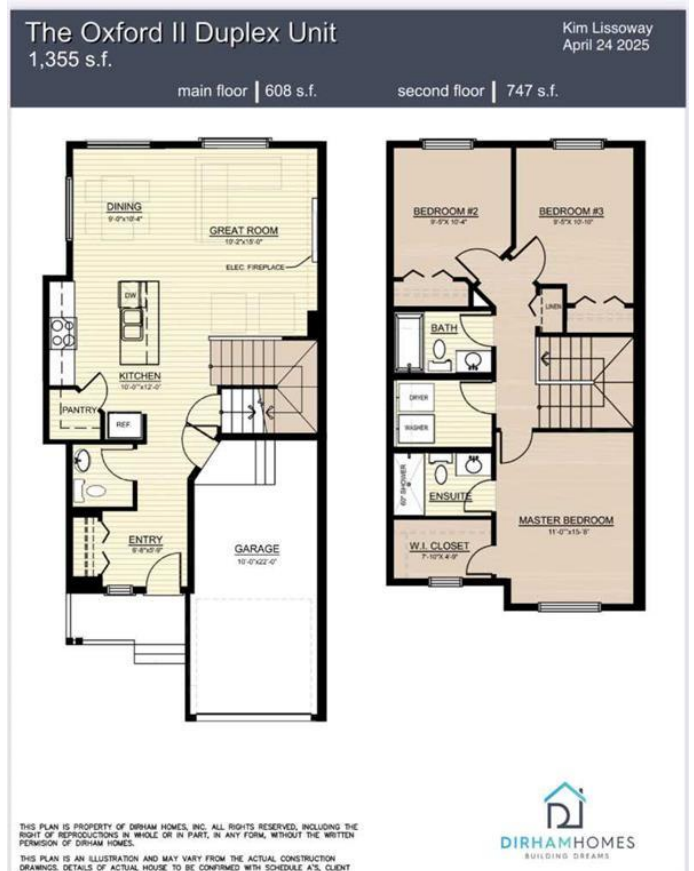 The Oxford II Duplex Unit
1,355 s.f.
Kim Lissoway
April 24 2025
main floor | 608 s.f.
second floor | 747 s.f.
DINING
9'-0"x10'-4"
GREAT ROOM
10'-2"x18'-0"
ELEC. FIREPLACE
DW
KITCHEN
10'-0"x12'-0"
PANTRY
REF.
ENTRY
GARAGE
10'-0"x22'-0"
BEDROOM #2
9'-5"X 10'-4"
BEDROOM #3
9'-5"X 10'-10"
LINEN
BATH
DRYER
WASHER
60" SHOWER
ENSUITE
MASTER BEDROOM
11'-0"x15'-8"
W.I. CLOSET
7'-10"X 4'-9"
THIS PLAN IS PROPERTY OF DIRHAM HOMES, INC. ALL RIGHTS RESERVED, INCLUDING THE
RIGHT OF REPRODUCTIONS IN WHOLE OR IN PART, IN ANY FORM, WITHOUT THE WRITTEN
PERMISION OF DIRHAM HOMES.
THIS PLAN IS AN ILLUSTRATION AND MAY VARY FROM THE ACTUAL CONSTRUCTION
DRAWINGS. DETAILS OF ACTUAL HOUSE TO BE CONFIRMED WITH SCHEDULE A'S. CLIENT
DIRHAMHOMES
BUILDING DREAMS